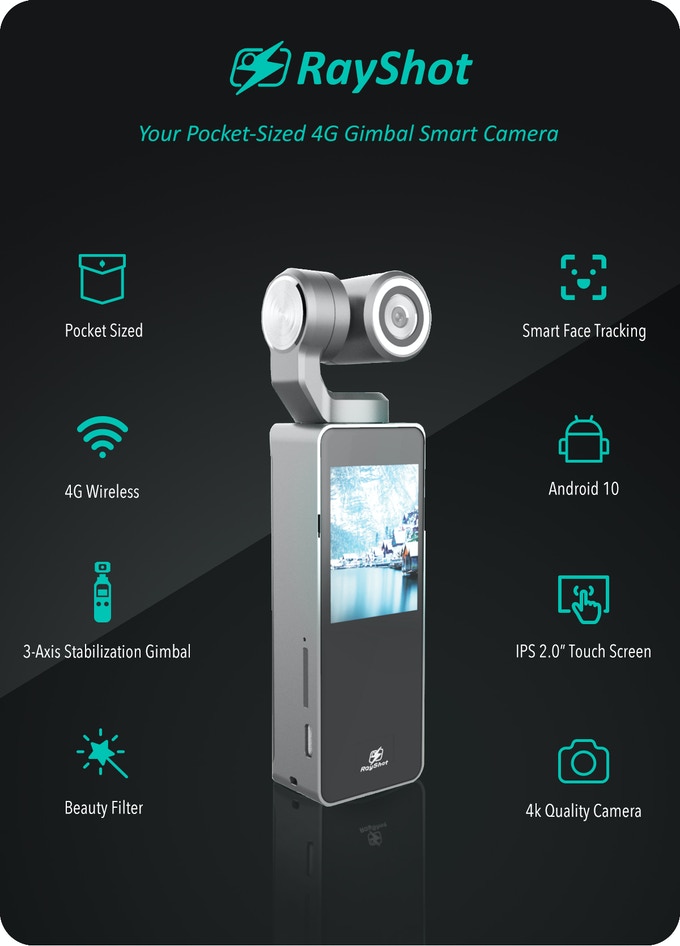 RayShot
Your Pocket-Sized 4G Gimbal Smart Camera
Pocket Sized
Smart Face Tracking
4G Wireless
Android 10
3-Axis Stabilization Gimbal
IPS 2.0” Touch Screen
Beauty Filter
4k Quality Camera
RayShot